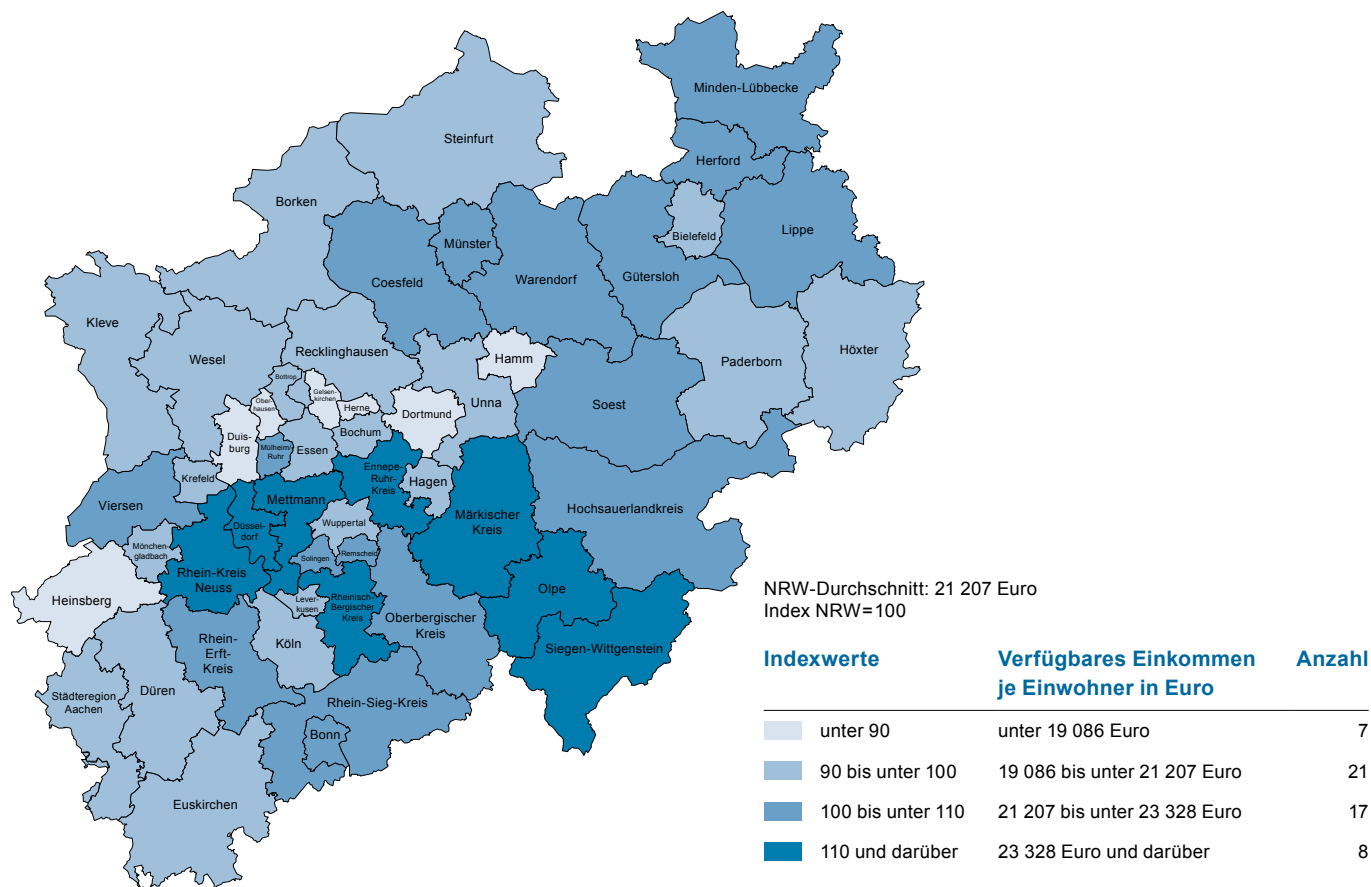 Minden-Lübbecke
Steinfurt
Herford
Borken
Bielefeld
Lippe
Münster
Coesfeld
Warendorf
Gütersloh
Kleve
Wesel
Recklinghausen
Hamm
Paderborn
Höxter
Bottrop
Ober-
hausen
Gelsen-
kirchen
Herne
Dortmund
Unna
Soest
Duis-
burg
Mülheim/
Ruhr
Essen
Bochum
Krefeld
Ennepe-
Ruhr-
Kreis
Hagen
Viersen
Mettmann
Märkischer
Kreis
Hochsauerlandkreis
Düssel-
dorf
Wuppertal
Mönchen-
gladbach
Solingen
Remscheid
Rhein-Kreis
Neuss
Heinsberg
Lever-
kusen
Rheinisch-
Bergischer
Kreis
Oberbergischer
Kreis
Olpe
Rhein-
Erft-
Kreis
Köln
Siegen-Wittgenstein
Städteregion
Aachen
Düren
Rhein-Sieg-Kreis
Bonn
Euskirchen
NRW-Durchschnitt: 21 207 Euro
Index NRW=100
Indexwerte Verfügbares Einkommen Anzahl
je Einwohner in Euro
unter 90 unter 19 086 Euro 7
90 bis unter 100 19 086 bis unter 21 207 Euro 21
100 bis unter 110 21 207 bis unter 23 328 Euro 17
110 und darüber 23 328 Euro und darüber 8